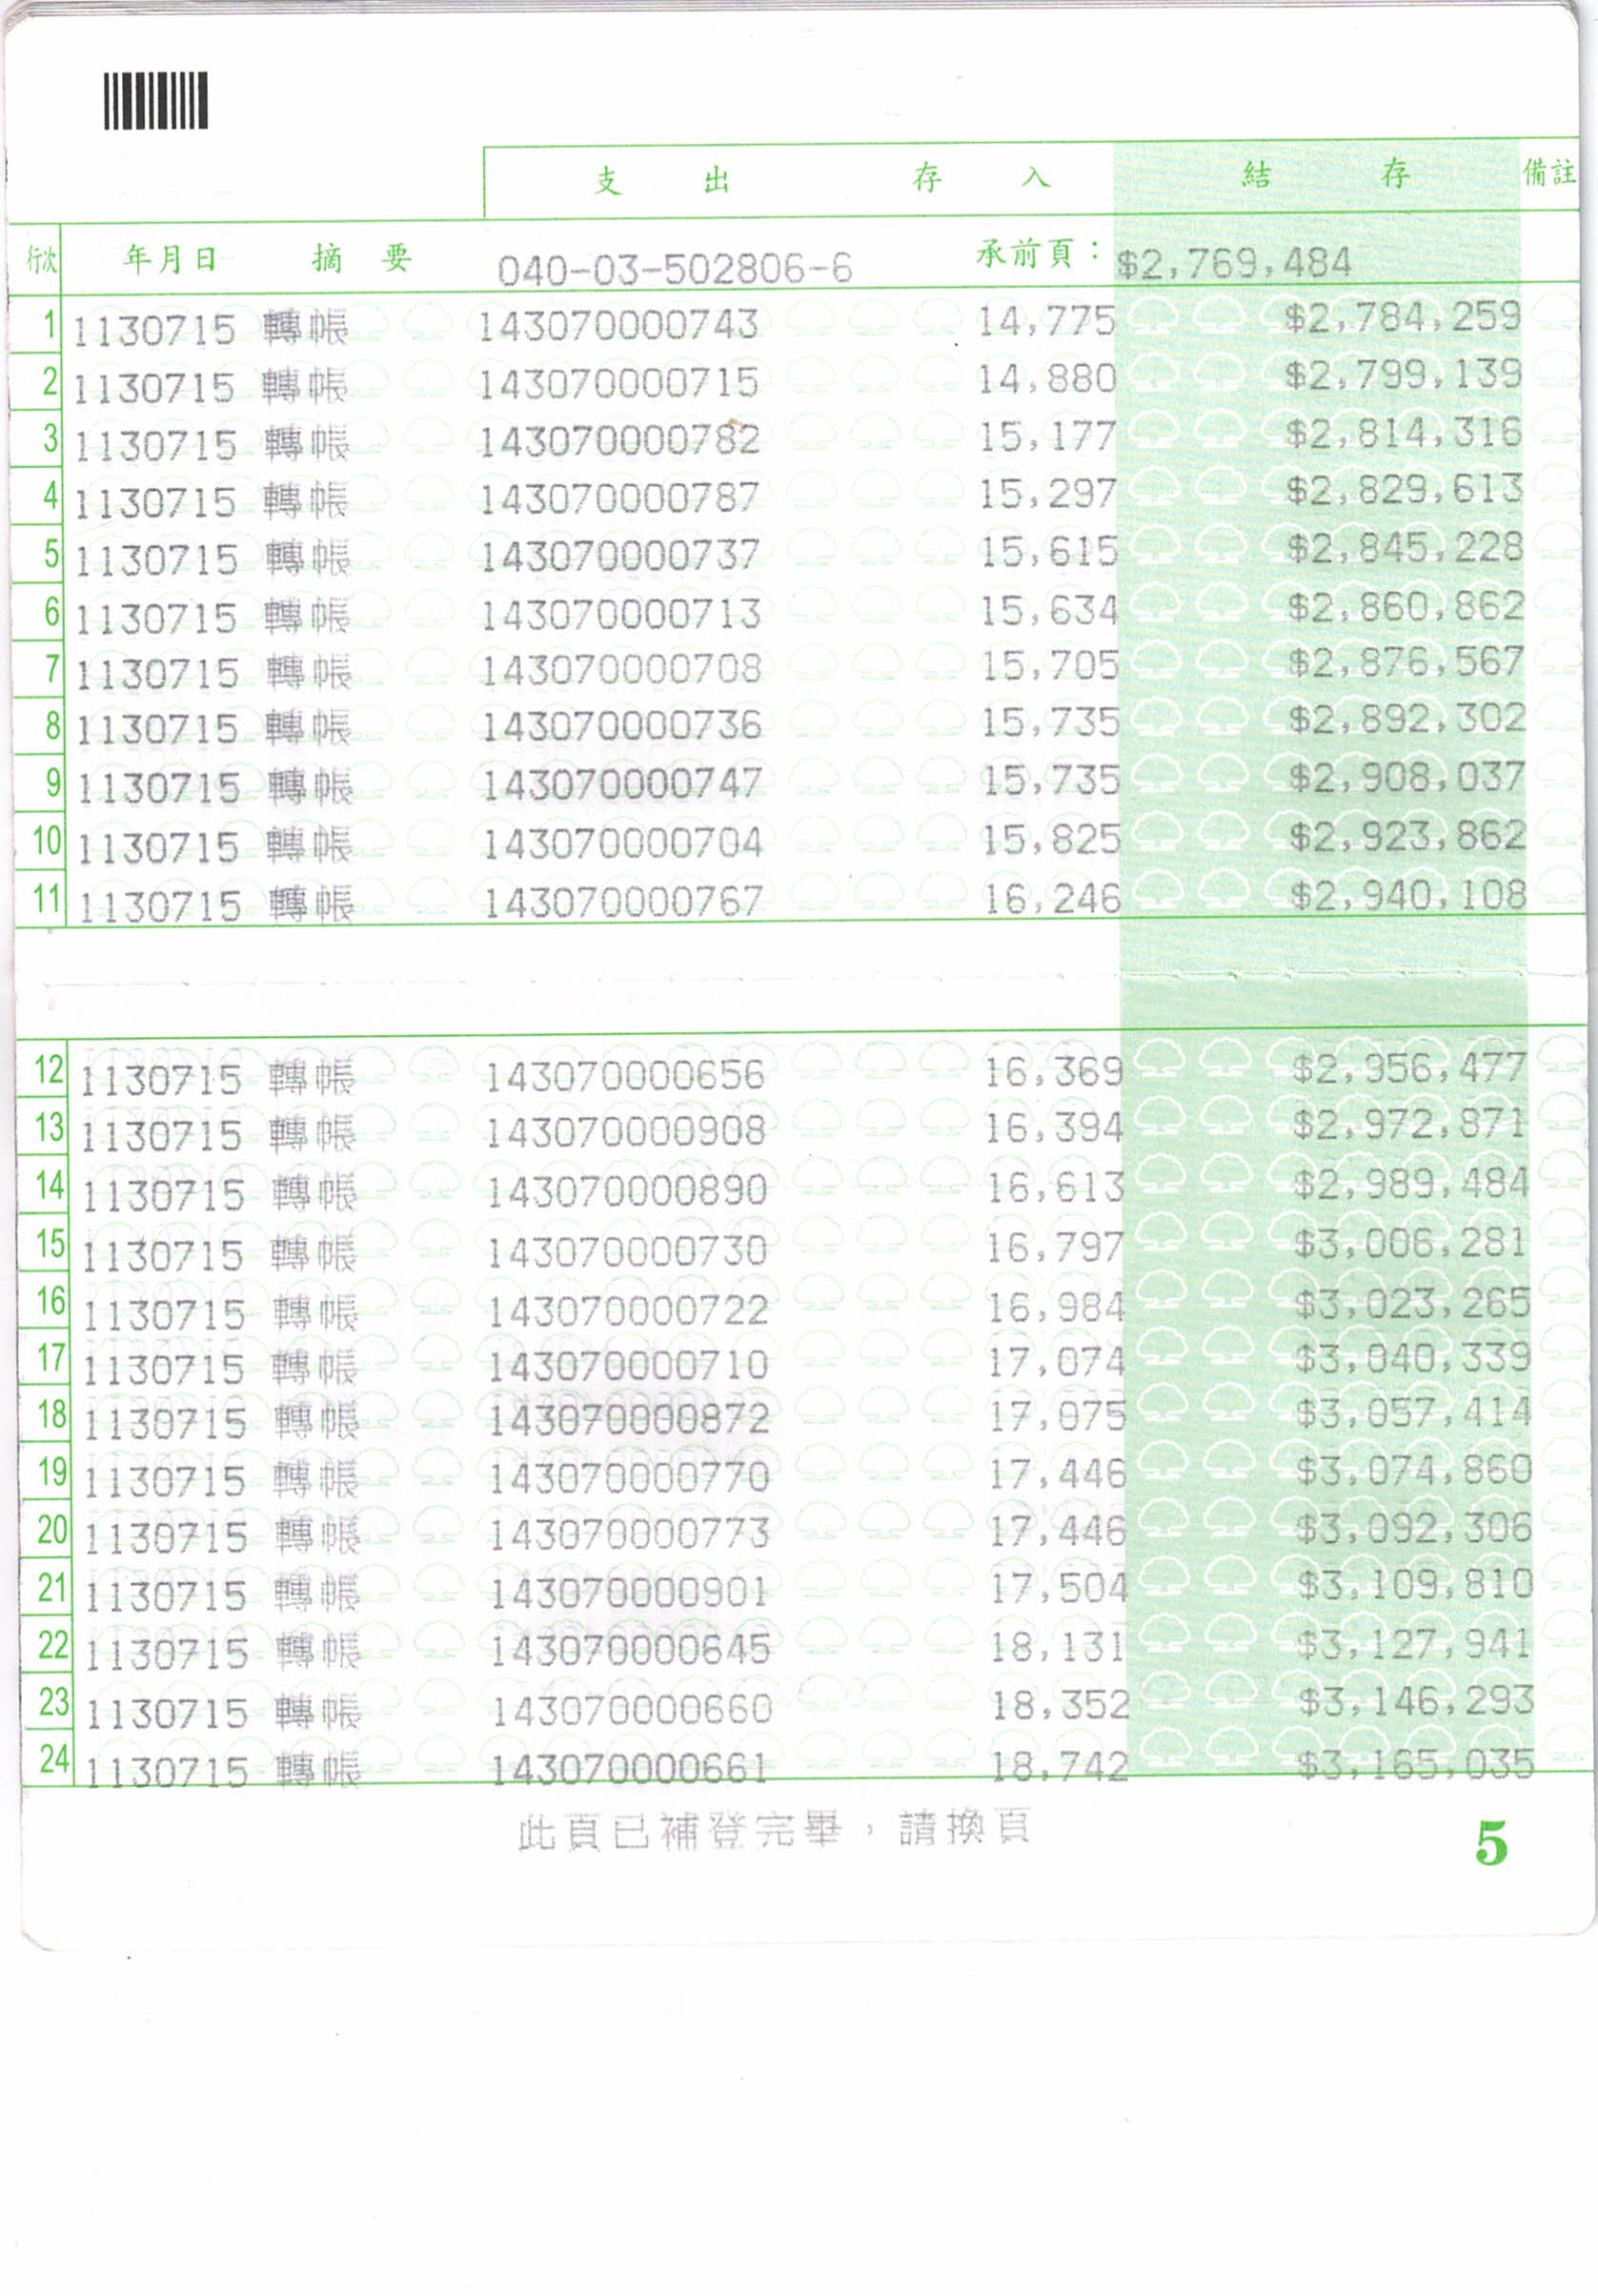 支出 存入 結存 備註
行次 年月日 摘要 040-03-502806-6 承前頁：$2,769,484
1 1130715 轉帳 143070000743 14,775 $2,784,259
2 1130715 轉帳 143070000715 14,880 $2,799,139
3 1130715 轉帳 143070000782 15,177 $2,814,316
4 1130715 轉帳 143070000787 15,297 $2,829,613
5 1130715 轉帳 143070000737 15,615 $2,845,228
6 1130715 轉帳 143070000713 15,634 $2,860,862
7 1130715 轉帳 143070000708 15,705 $2,876,567
8 1130715 轉帳 143070000736 15,735 $2,892,302
9 1130715 轉帳 143070000747 15,735 $2,908,037
10 1130715 轉帳 143070000704 15,825 $2,923,862
11 1130715 轉帳 143070000767 16,246 $2,940,108
12 1130715 轉帳 143070000656 16,369 $2,956,477
13 1130715 轉帳 143070000908 16,394 $2,972,871
14 1130715 轉帳 143070000890 16,613 $2,989,484
15 1130715 轉帳 143070000730 16,797 $3,006,281
16 1130715 轉帳 143070000722 16,984 $3,023,265
17 1130715 轉帳 143070000710 17,074 $3,040,339
18 1130715 轉帳 143070000872 17,075 $3,057,414
19 1130715 轉帳 143070000770 17,446 $3,074,860
20 1130715 轉帳 143070000773 17,446 $3,092,306
21 1130715 轉帳 143070000901 17,504 $3,109,810
22 1130715 轉帳 143070000645 18,131 $3,127,941
23 1130715 轉帳 143070000660 18,352 $3,146,293
24 1130715 轉帳 143070000661 18,742 $3,165,035
此頁已補登完畢，請換頁
5